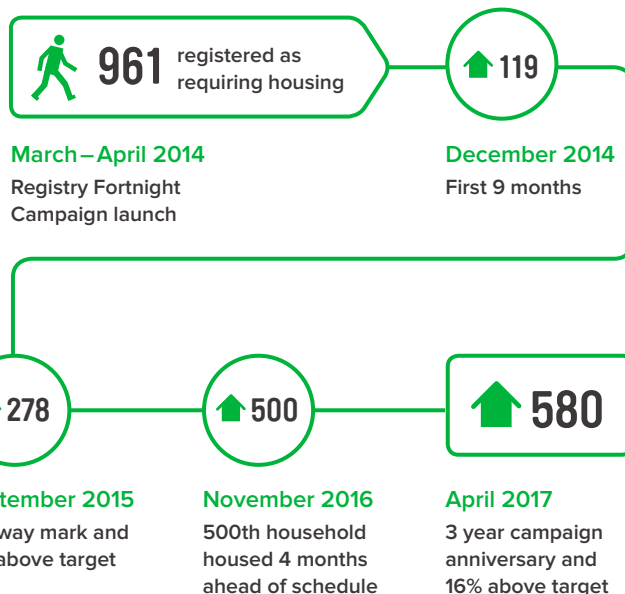 961 registered as
requiring housing
119
March – April 2014
Registry Fortnight
Campaign launch
December 2014
First 9 months
278
500
580
2015
mark and
above target
November 2016
500th household
housed 4 months
ahead of schedule
April 2017
3 year campaign
anniversary and
16% above target